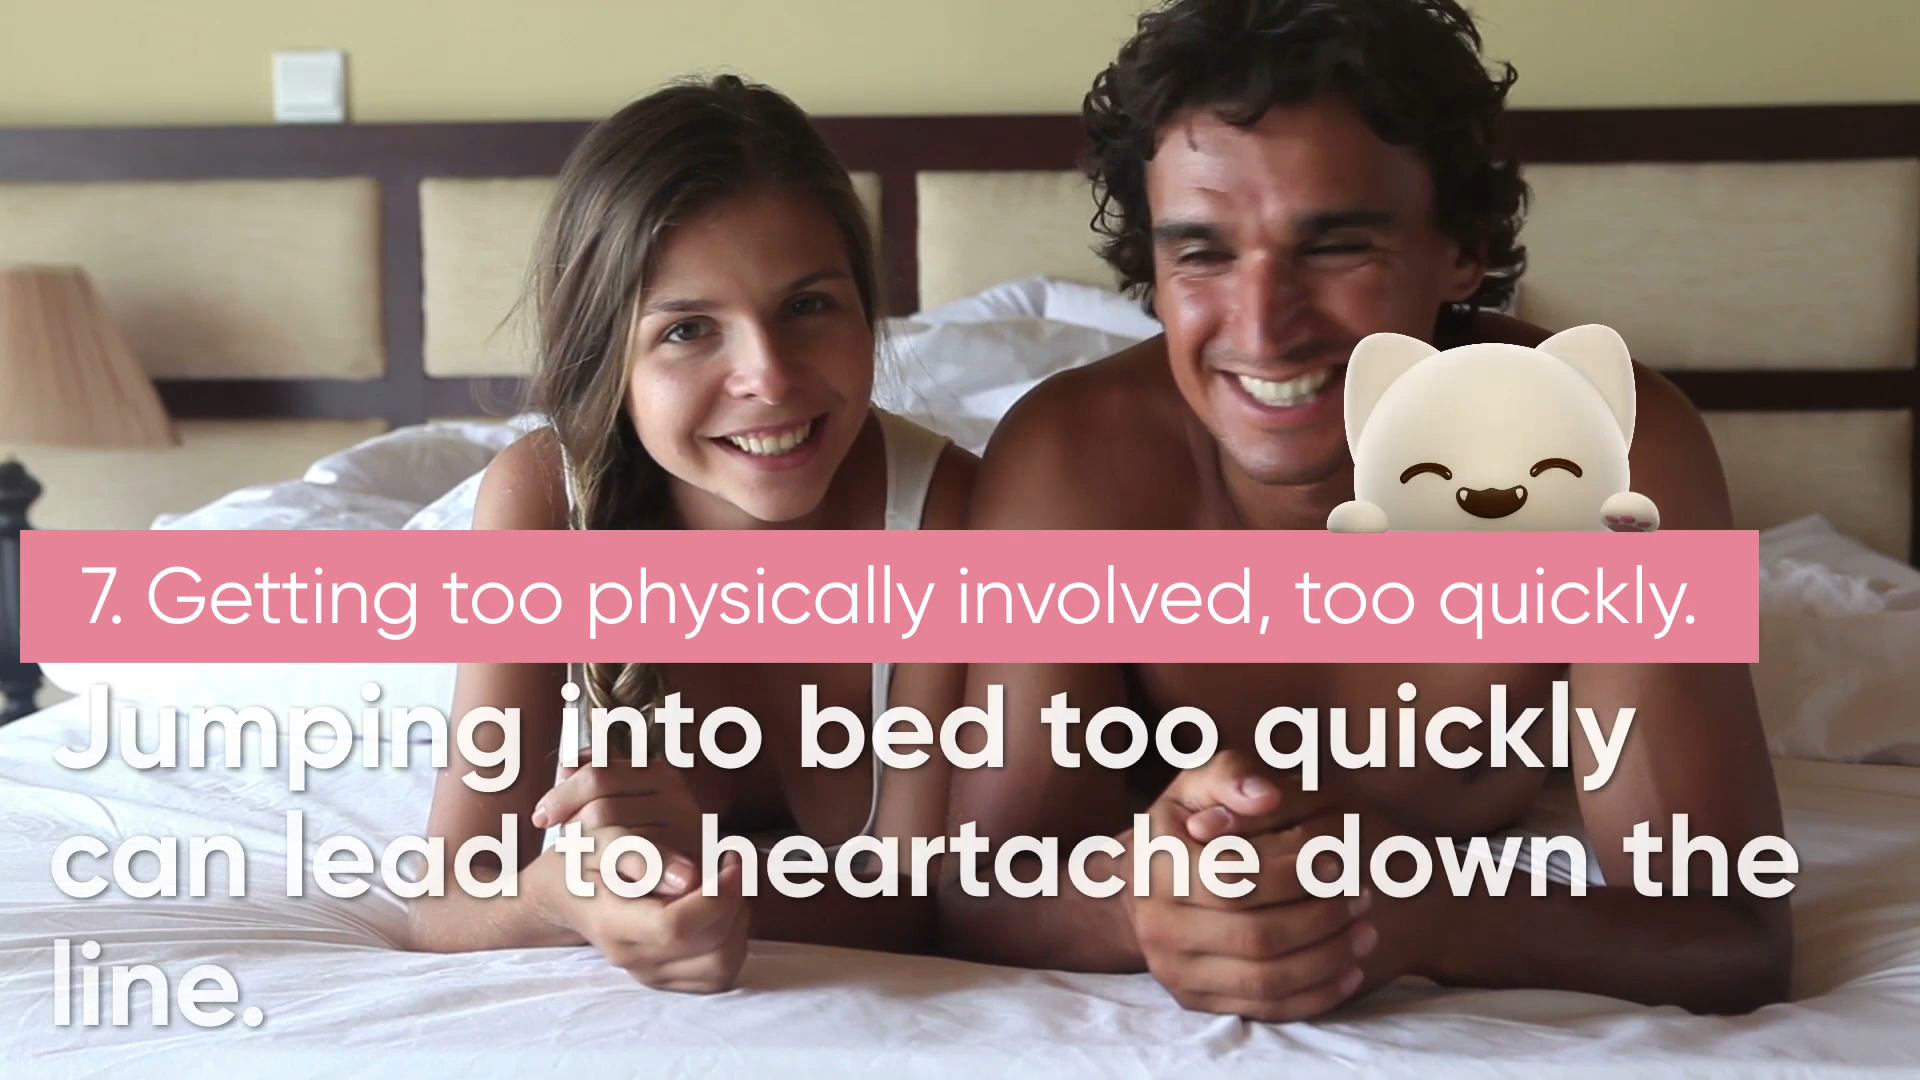 7. Getting too physically involved, too quickly.
Jumping into bed too quickly
can lead to heartache down the
line.